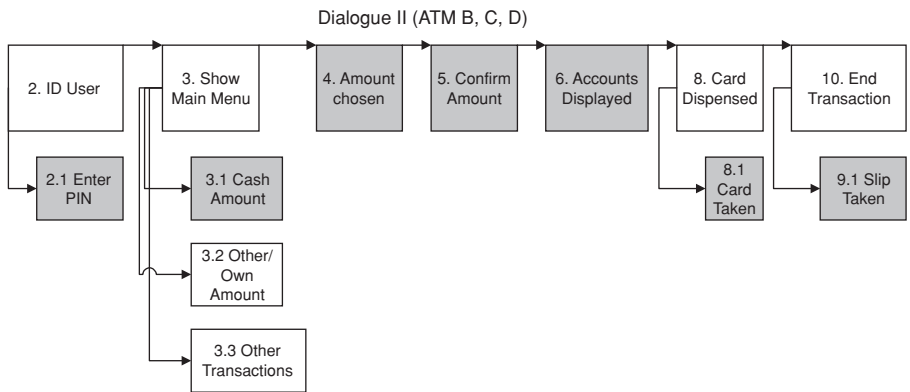 Dialogue II (ATM B, C, D)
2. ID User
3. Show
Main Menu
4. Amount
chosen
5. Confirm
Amount
6. Accounts
Displayed
8. Card
Dispensed
10. End
Transaction
2.1 Enter
PIN
3.1 Cash
Amount
8.1
Card
Taken
9.1 Slip
Taken
3.2 Other/
Own
Amount
3.3 Other
Transactions